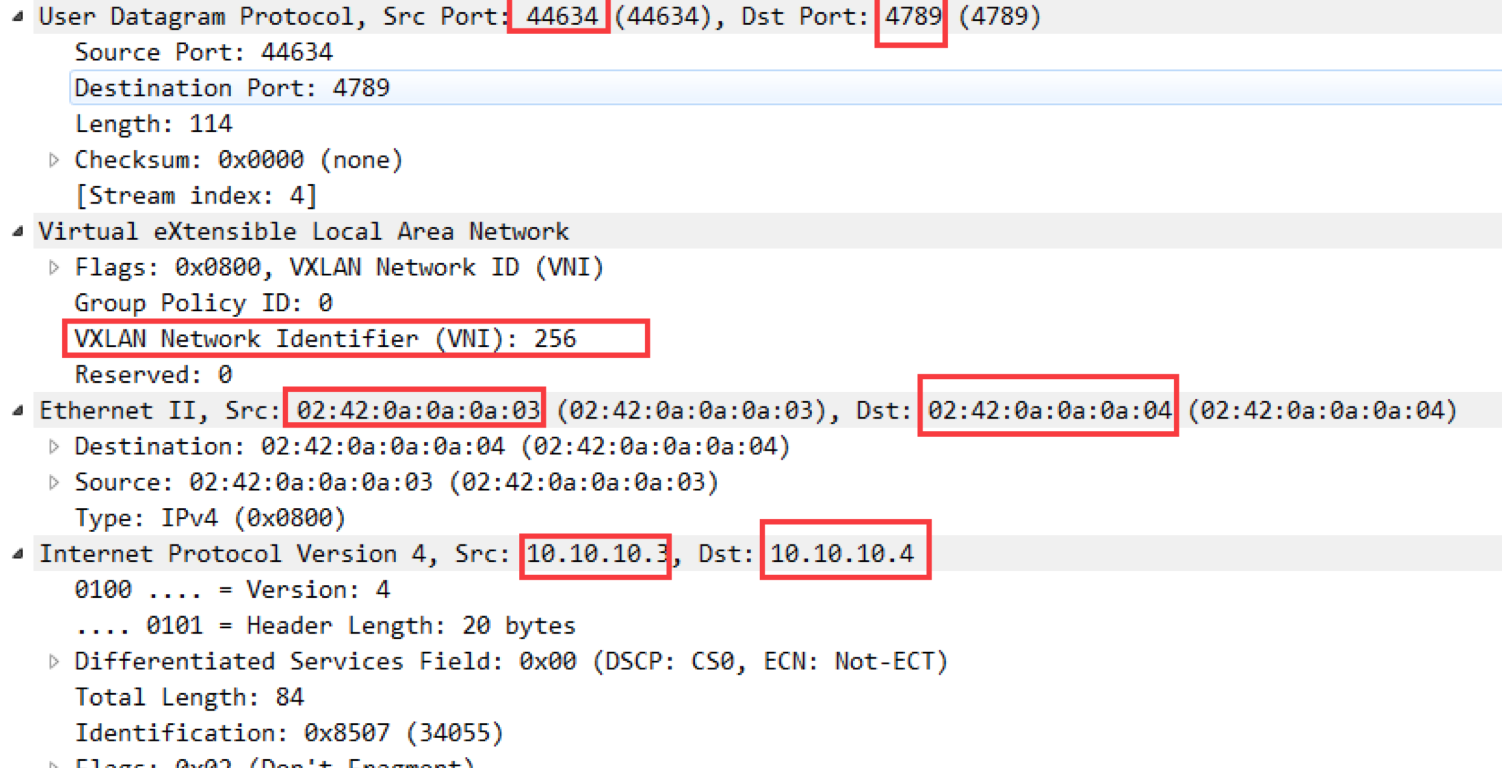 User Datagram Protocol, Src Port: 44634 (44634), Dst Port: 4789 (4789)
Source Port: 44634
Destination Port: 4789
Length: 114
Checksum: 0x0000 (none)
[Stream index: 4]
Virtual eXtensible Local Area Network
Flags: 0x0800, VXLAN Network ID (VNI)
Group Policy ID: 0
VXLAN Network Identifier (VNI): 256
Reserved: 0
Ethernet II, Src: 02:42:0a:0a:0a:03 (02:42:0a:0a:0a:03), Dst: 02:42:0a:0a:0a:04 (02:42:0a:0a:0a:04)
Destination: 02:42:0a:0a:0a:04 (02:42:0a:0a:0a:04)
Source: 02:42:0a:0a:0a:03 (02:42:0a:0a:0a:03)
Type: IPv4 (0x0800)
Internet Protocol Version 4, Src: 10.10.10.3, Dst: 10.10.10.4
0100 .... = Version: 4
.... 0101 = Header Length: 20 bytes
Differentiated Services Field: 0x00 (DSCP: CS0, ECN: Not-ECT)
Total Length: 84
Identification: 0x8507 (34055)
Flags: 0x02 (Don't Fragment)